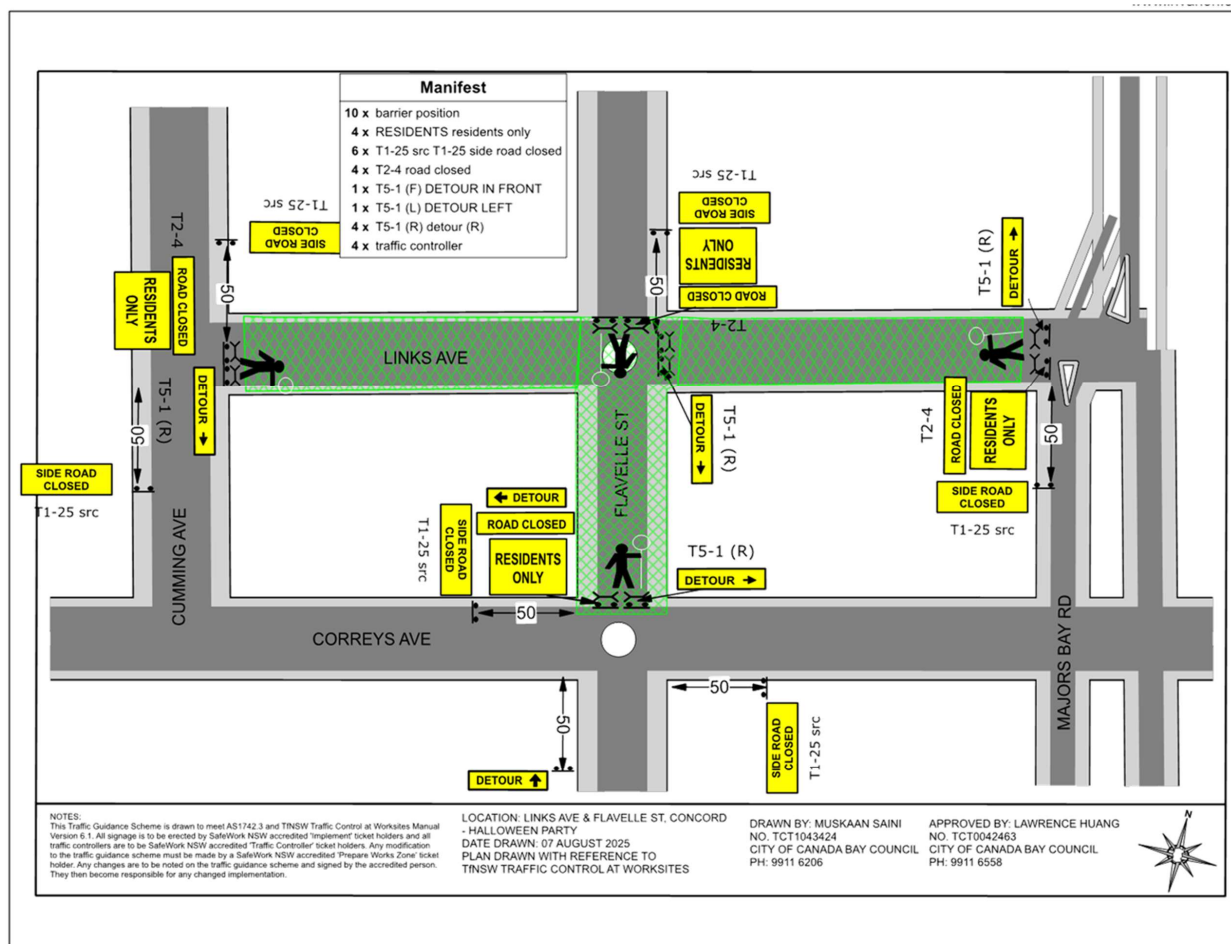 Manifest
10 x barrier position
4 x RESIDENTS residents only
6 x T1-25 src T1-25 side road closed
4 x T2-4 road closed
1 x T5-1 (F) DETOUR IN FRONT
1 x T5-1 (L) DETOUR LEFT
4 x T5-1 (R) detour (R)
4 x traffic controller
T1-25 src
SIDE ROAD
CLOSED
T2-4
ROAD CLOSED
RESIDENTS
ONLY
50
T5-1 (R)
DETOUR →
50
SIDE ROAD
CLOSED
T1-25 src
CUMMING AVE
LINKS AVE
T1-25 src
SIDE ROAD
CLOSED
RESIDENTS
ONLY
ROAD CLOSED
T2-4
50
T5-1 (R)
DETOUR →
T5-1 (R)
DETOUR →
T2-4
ROAD CLOSED
RESIDENTS
ONLY
50
SIDE ROAD
CLOSED
T1-25 src
FLAVELLE ST
← DETOUR
ROAD CLOSED
RESIDENTS
ONLY
SIDE ROAD
CLOSED
T1-25 src
50
T5-1 (R)
DETOUR →
CORREYS AVE
MAJORS BAY RD
50
SIDE ROAD
CLOSED
T1-25 src
50
DETOUR ↑
NOTES:
This Traffic Guidance Scheme is drawn to meet AS1742.3 and TfNSW Traffic Control at Worksites Manual
Version 6.1. All signage is to be erected by SafeWork NSW accredited 'Implement' ticket holders and all
traffic controllers are to be SafeWork NSW accredited 'Traffic Controller' ticket holders. Any modification
to the traffic guidance scheme must be made by a SafeWork NSW accredited 'Prepare Works Zone' ticket
holder. Any changes are to be noted on the traffic guidance scheme and signed by the accredited person.
They then become responsible for any changed implementation.
LOCATION: LINKS AVE & FLAVELLE ST, CONCORD
- HALLOWEEN PARTY
DATE DRAWN: 07 AUGUST 2025
PLAN DRAWN WITH REFERENCE TO
TfNSW TRAFFIC CONTROL AT WORKSITES
DRAWN BY: MUSKAAN SAINI
NO. TCT1043424
CITY OF CANADA BAY COUNCIL
PH: 9911 6206
APPROVED BY: LAWRENCE HUANG
NO. TCT0042463
CITY OF CANADA BAY COUNCIL
PH: 9911 6558
N